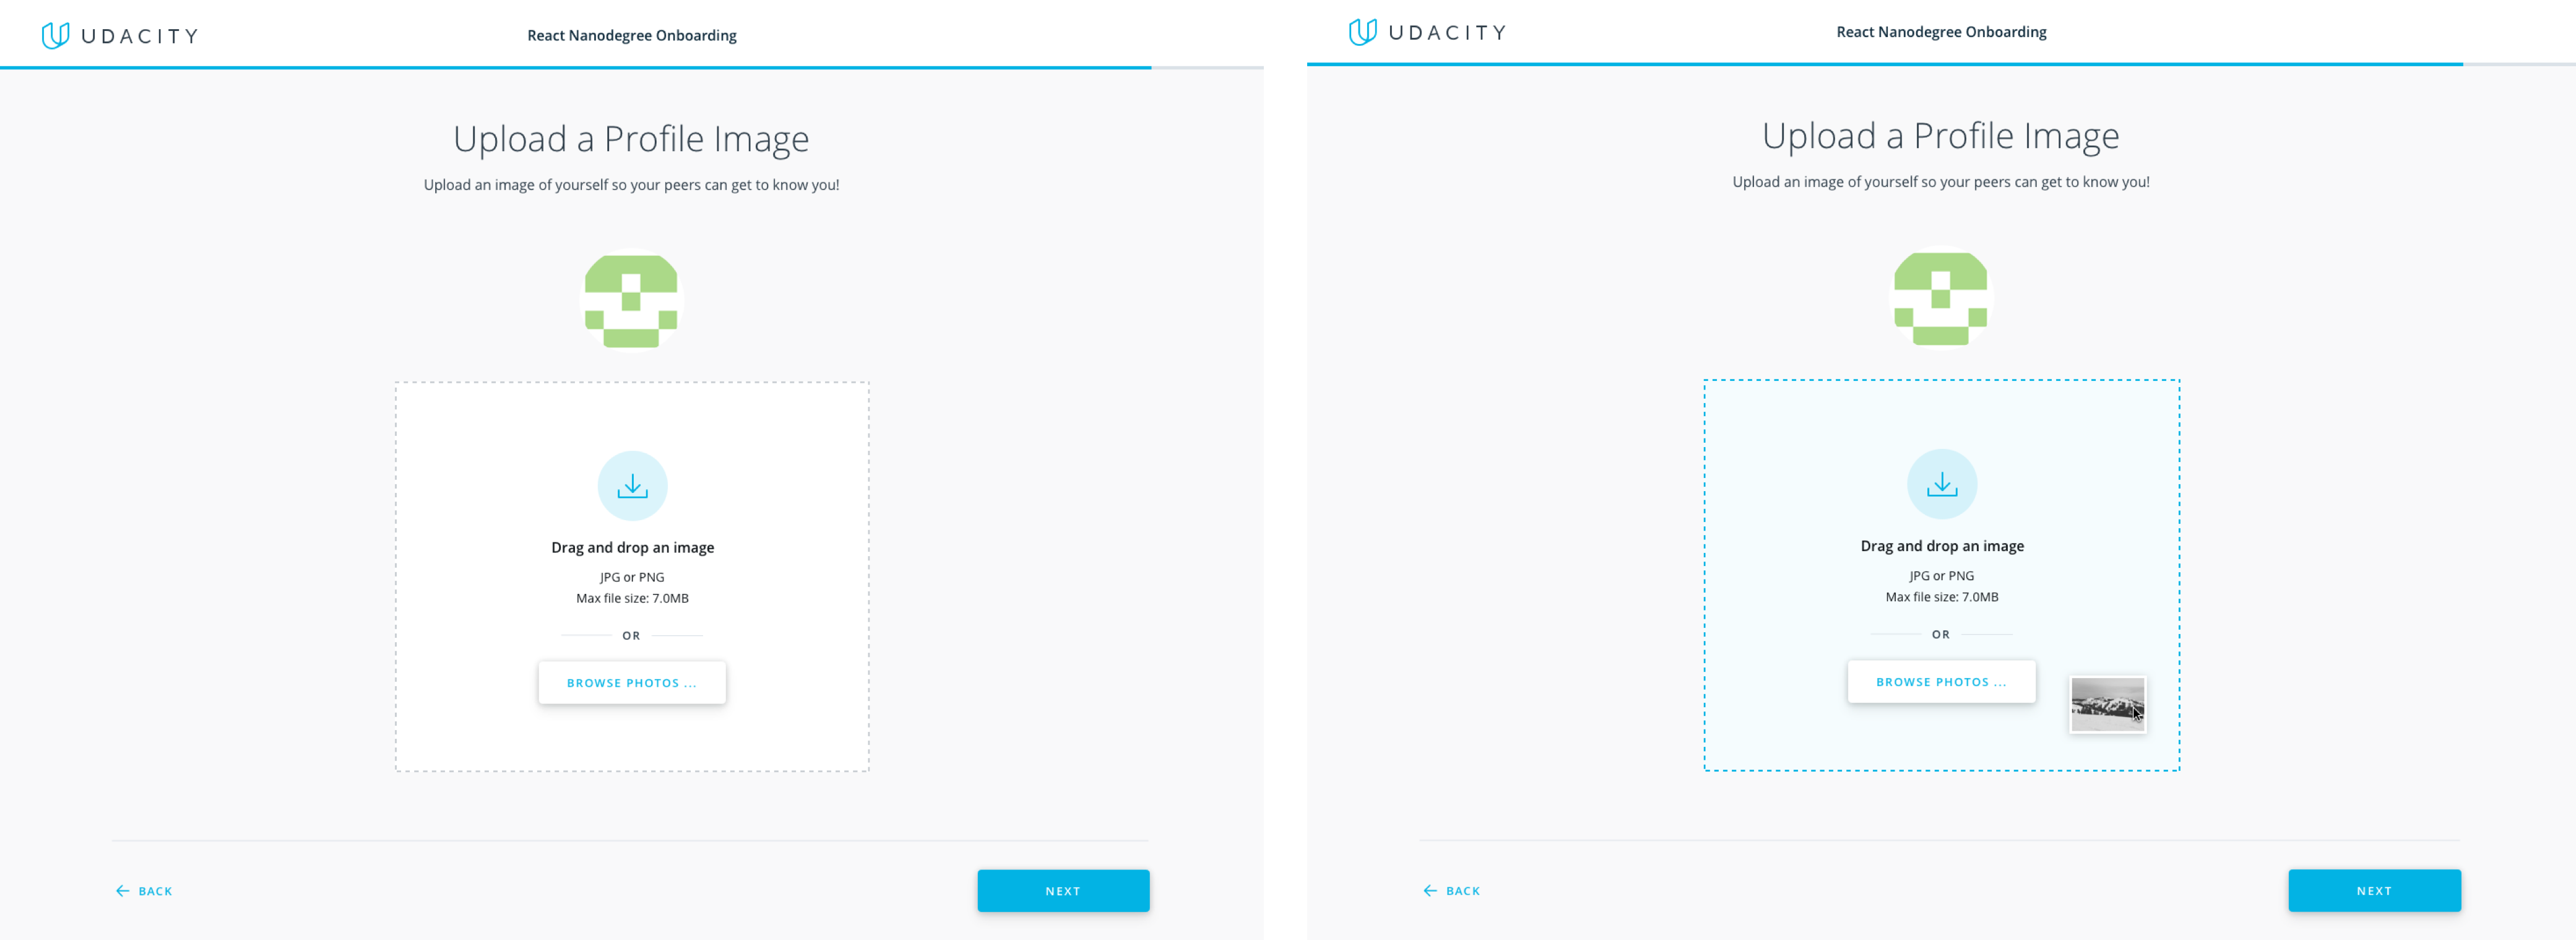 UDACITY
React Nanodegree Onboarding
Upload a Profile Image
Upload an image of yourself so your peers can get to know you!
Drag and drop an image
JPG or PNG
Max file size: 7.0MB
OR
BROWSE PHOTOS ...
BACK
NEXT
UDACITY
React Nanodegree Onboarding
Upload a Profile Image
Upload an image of yourself so your peers can get to know you!
Drag and drop an image
JPG or PNG
Max file size: 7.0MB
OR
BROWSE PHOTOS ...
BACK
NEXT